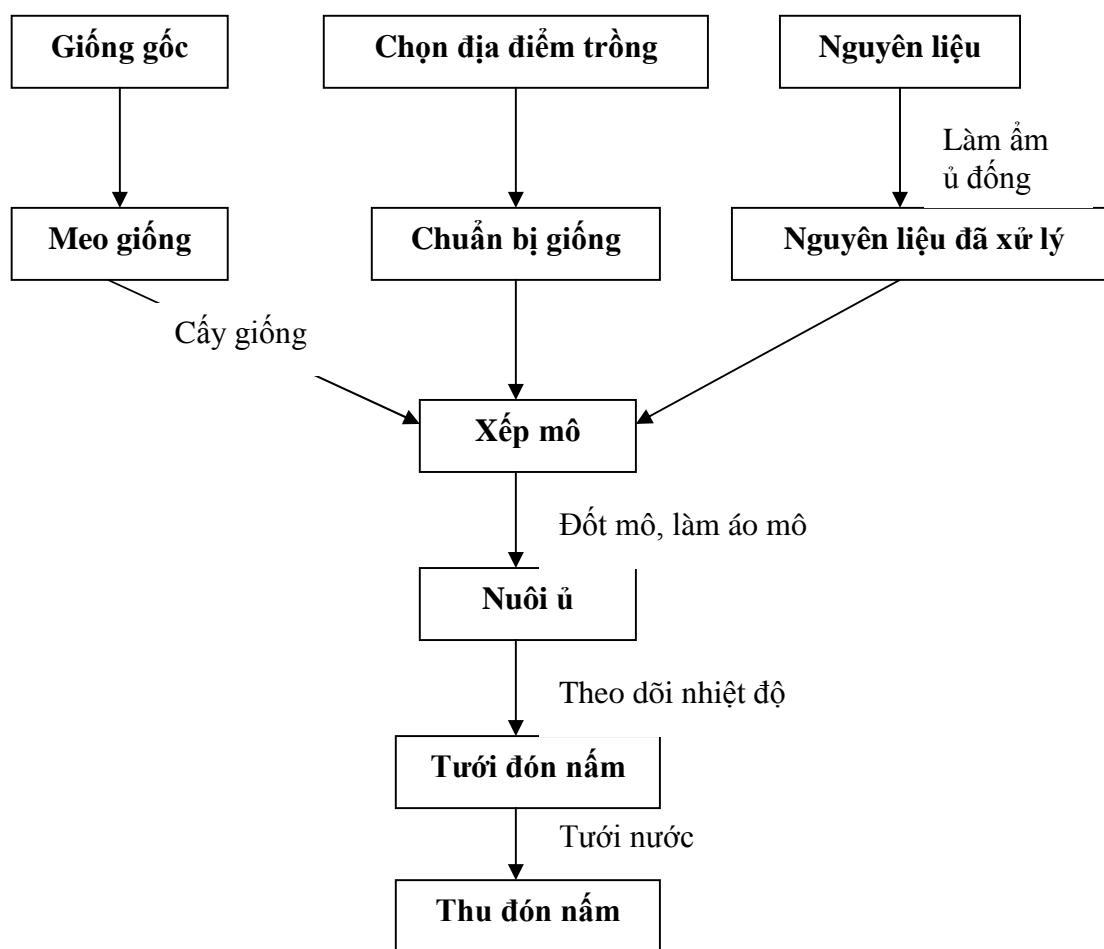 Giống gốc
Chọn địa điểm trồng
Nguyên liệu
Làm ẩm
ủ đống
Meo giống
Chuẩn bị giống
Nguyên liệu đã xử lý
Cấy giống
Xếp mô
Đốt mô, làm áo mô
Nuôi ủ
Theo dõi nhiệt độ
Tưới đón nấm
Tưới nước
Thu đón nấm